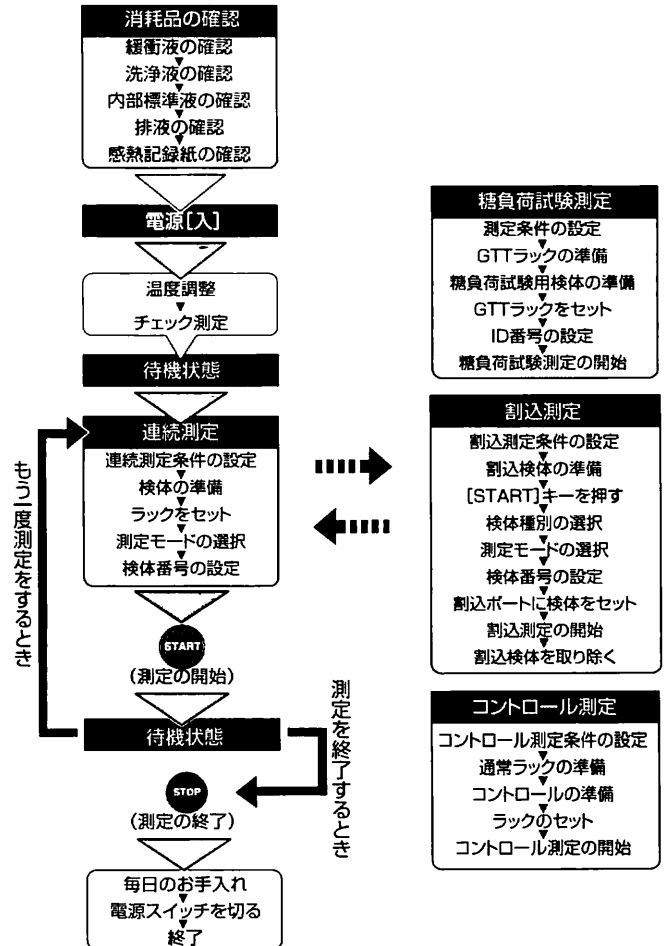 消耗品の確認
緩衝液の確認
洗浄液の確認
内部標準液の確認
排液の確認
感熱記録紙の確認
電源[入]
温度調整
チェック測定
待機状態
連続測定
連続測定条件の設定
検体の準備
ラックをセット
測定モードの選択
検体番号の設定
START
(測定の開始)
待機状態
もう一度測定をするとき
測定を終了するとき
STOP
(測定の終了)
毎日のお手入れ
電源スイッチを切る
終了
糖負荷試験測定
測定条件の設定
GTTラックの準備
糖負荷試験用検体の準備
GTTラックをセット
ID番号の設定
糖負荷試験測定の開始
割込測定
割込測定条件の設定
割込検体の準備
[START]キーを押す
検体種別の選択
測定モードの選択
検体番号の設定
割込ポートに検体をセット
割込測定の開始
割込検体を取り除く
コントロール測定
コントロール測定条件の設定
通常ラックの準備
コントロールの準備
ラックのセット
コントロール測定の開始